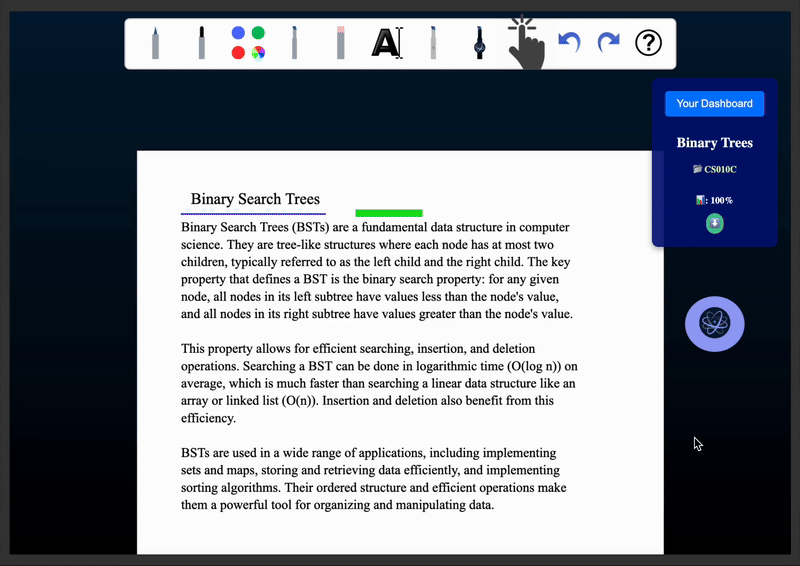 A
?
Your Dashboard
Binary Trees
CS010C
: 100%
Binary Search Trees
Binary Search Trees (BSTs) are a fundamental data structure in computer
science. They are tree-like structures where each node has at most two
children, typically referred to as the left child and the right child. The key
property that defines a BST is the binary search property: for any given
node, all nodes in its left subtree have values less than the node's value,
and all nodes in its right subtree have values greater than the node's value.
This property allows for efficient searching, insertion, and deletion
operations. Searching a BST can be done in logarithmic time (O(log n)) on
average, which is much faster than searching a linear data structure like an
array or linked list (O(n)). Insertion and deletion also benefit from this
efficiency.
BSTs are used in a wide range of applications, including implementing
sets and maps, storing and retrieving data efficiently, and implementing
sorting algorithms. Their ordered structure and efficient operations make
them a powerful tool for organizing and manipulating data.